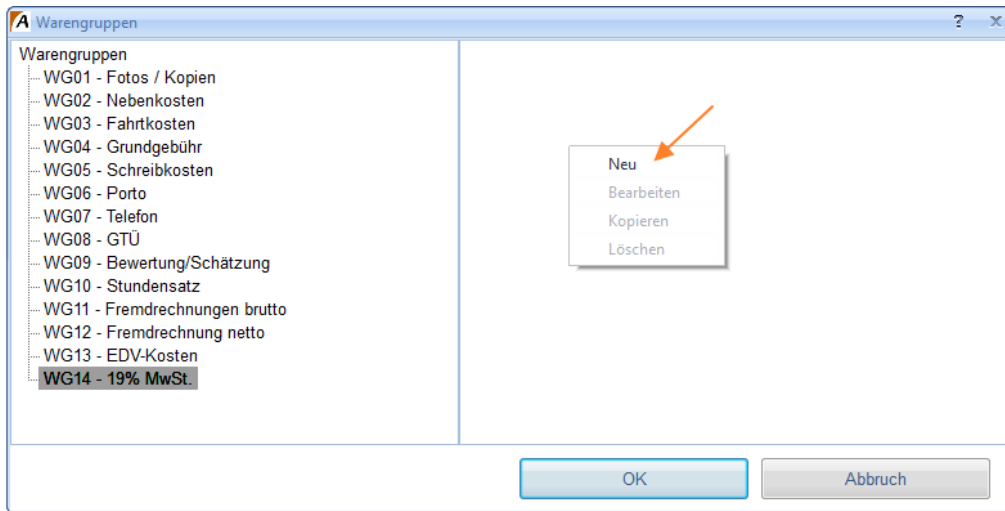 A Warengruppen
? x
Warengruppen
WG01 - Fotos / Kopien
WG02 - Nebenkosten
WG03 - Fahrtkosten
WG04 - Grundgebühr
WG05 - Schreibkosten
WG06 - Porto
WG07 - Telefon
WG08 - GTÜ
WG09 - Bewertung/Schätzung
WG10 - Stundensatz
WG11 - Fremdrechnungen brutto
WG12 - Fremdrechnung netto
WG13 - EDV-Kosten
WG14 - 19% MwSt.
Neu
Bearbeiten
Kopieren
Löschen
OK
Abbruch